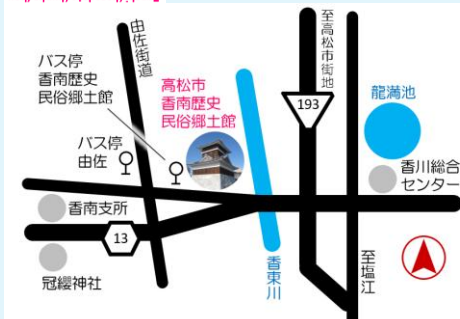 由佐街道
至高松市街地
バス停
香南歴史
民俗郷土館
高松市
香南歴史
民俗郷土館
193
龍満池
バス停
由佐
香川総合
センター
香南支所
13
冠纓神社
香東川
至塩江